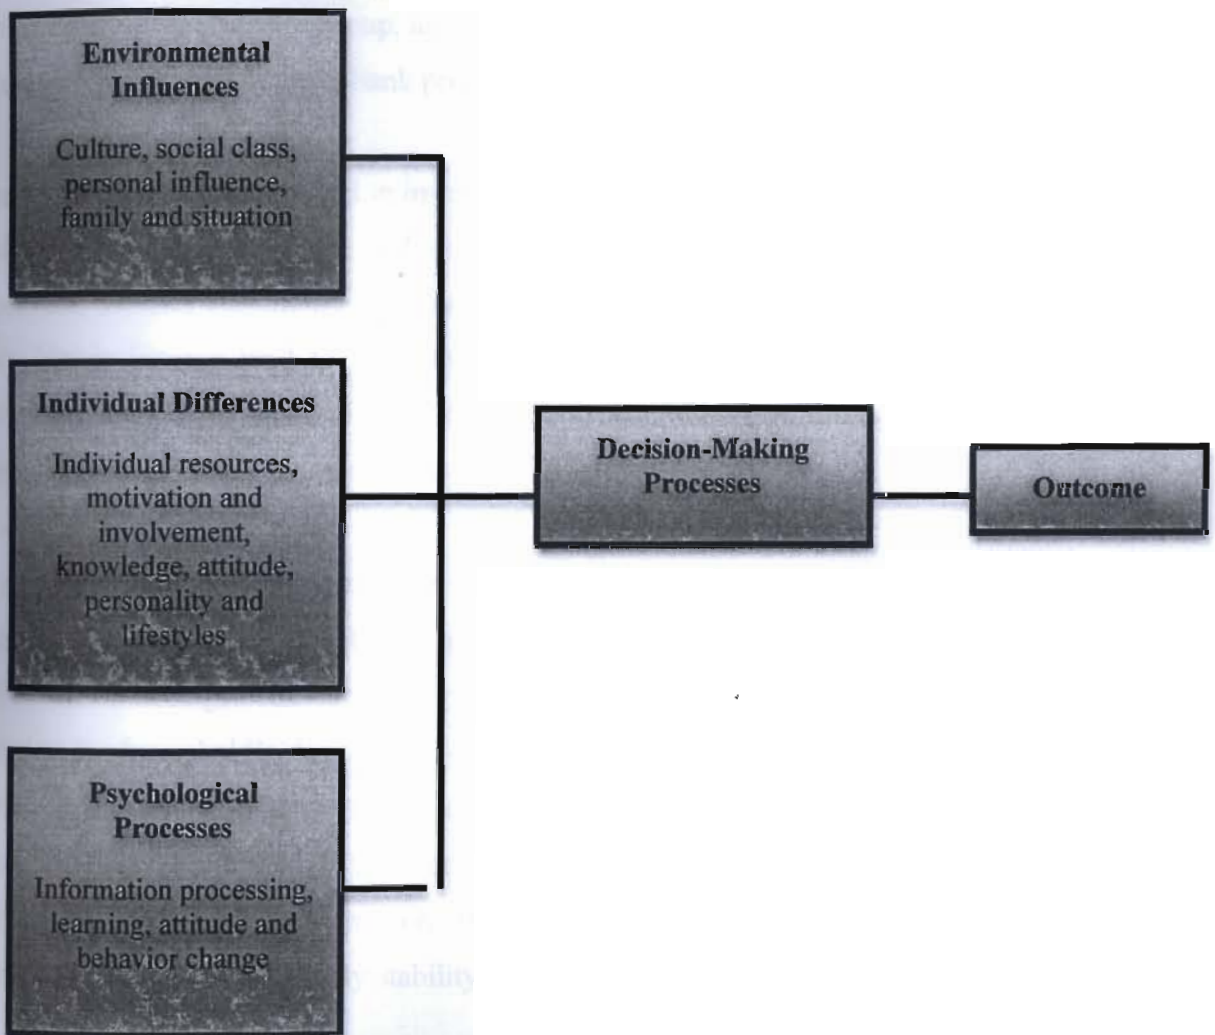 Environmental
Influences
Culture, social class,
personal influence,
family and situation
Individual Differences
Individual resources,
motivation and
involvement,
knowledge, attitude,
personality and
lifestyles
Psychological
Processes
Information processing,
learning, attitude and
behavior change
Decision-Making
Processes
Outcome
stability